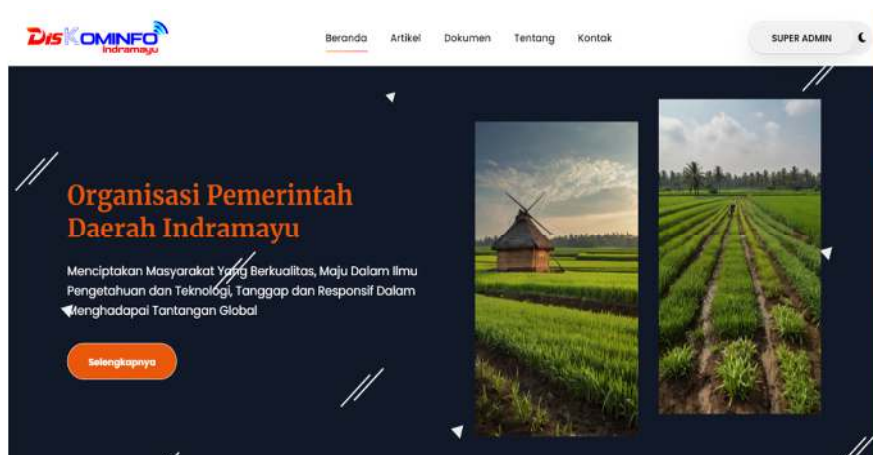 DISKOMINFO
Indramayu
Beranda Artikel Dokumen Tentang Kontak
SUPER ADMIN
Organisasi Pemerintah
Daerah Indramayu
Menciptakan Masyarakat Yang Berkualitas, Maju Dalam Ilmu
Pengetahuan dan Teknologi, Tanggap dan Responsif Dalam
Menghadapai Tantangan Global
Selengkapnya